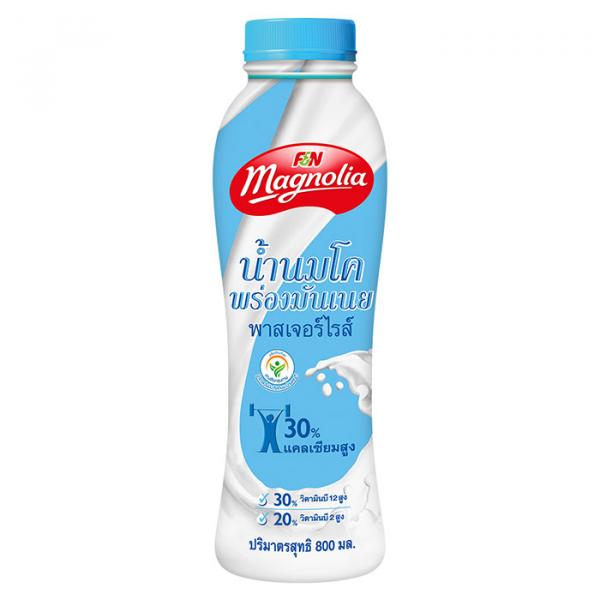 F&N
Magnolia
น้ำนมโค
พร่องมันเนย
พาสเจอร์ไรส์
30%
แคลเซียมสูง
30% วิตามินบี 12 สูง
20% วิตามินบี 2 สูง
ปริมาตรสุทธิ 800 มล.